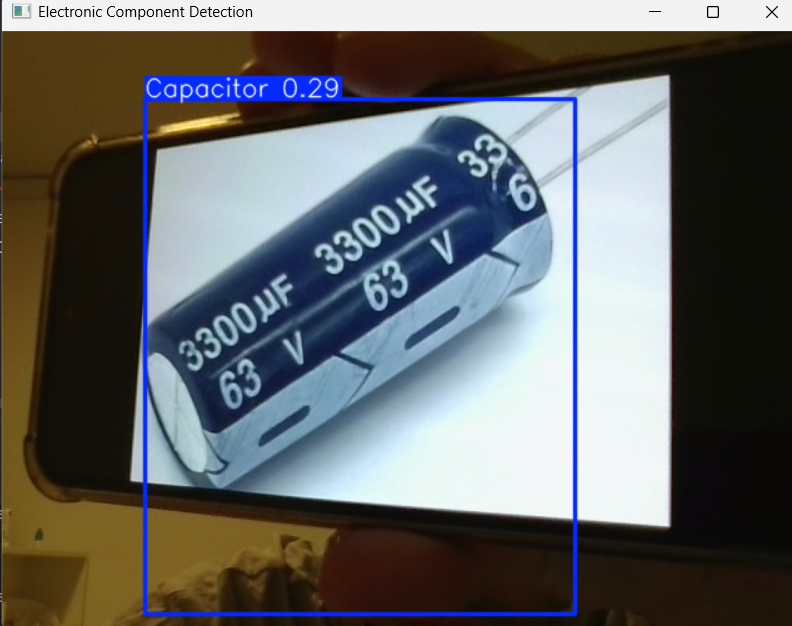 Electronic Component Detection
Capacitor 0.29
33
6
3300µF
63 V
3300µF
63 V